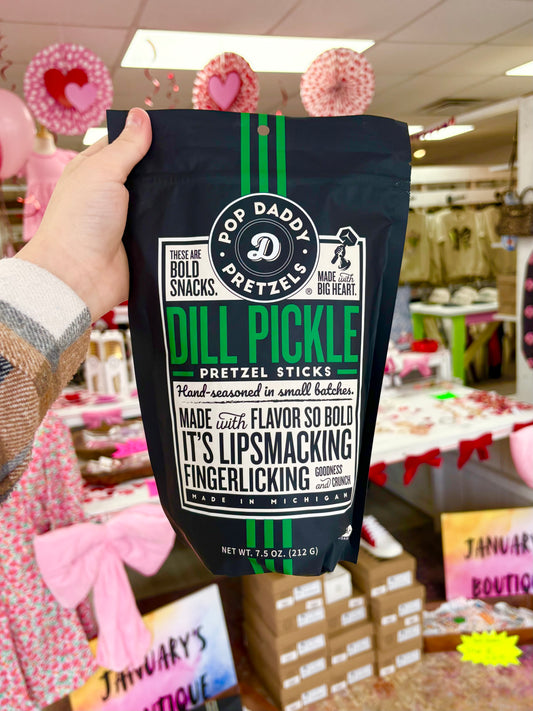 POP DADDY
D
PRETZELS
®
THESE ARE
BOLD
SNACKS.
MADE with
BIG HEART.
DILL PICKLE
PRETZEL STICKS
Hand-seasoned in small batches.
MADE with FLAVOR SO BOLD
IT'S LIPSMACKING
FINGERLICKING GOODNESS and CRUNCH.
MADE IN MICHIGAN
NET WT. 7.5 OZ. (212 G)
JANUARY'S
BOUTIQUE
JANUARY
BOUTIQUE